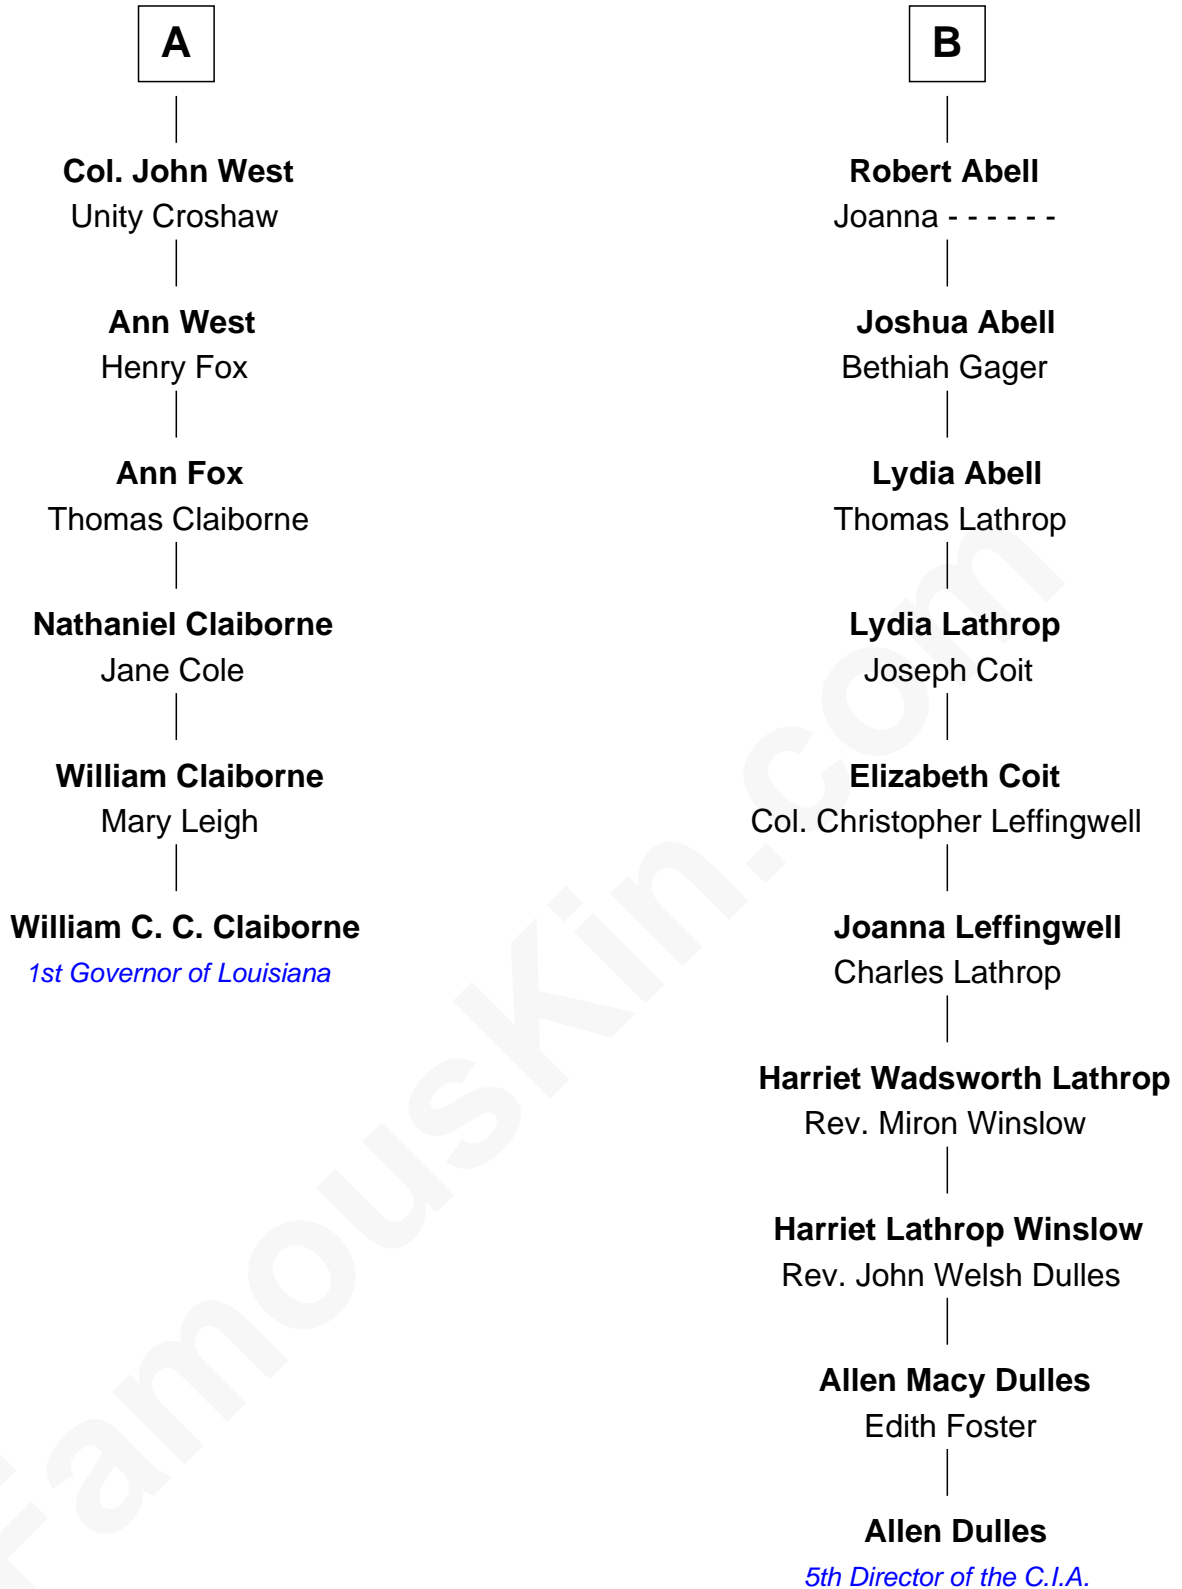 A
Col. John West
Unity Croshaw
Ann West
Henry Fox
Ann Fox
Thomas Claiborne
Nathaniel Claiborne
Jane Cole
William Claiborne
Mary Leigh
William C. C. Claiborne
1st Governor of Louisiana
B
Robert Abell
Joanna - - - - - -
Joshua Abell
Bethiah Gager
Lydia Abell
Thomas Lathrop
Lydia Lathrop
Joseph Coit
Elizabeth Coit
Col. Christopher Leffingwell
Joanna Leffingwell
Charles Lathrop
Harriet Wadsworth Lathrop
Rev. Miron Winslow
Harriet Lathrop Winslow
Rev. John Welsh Dulles
Allen Macy Dulles
Edith Foster
Allen Dulles
5th Director of the C.I.A.
FamousKin.com